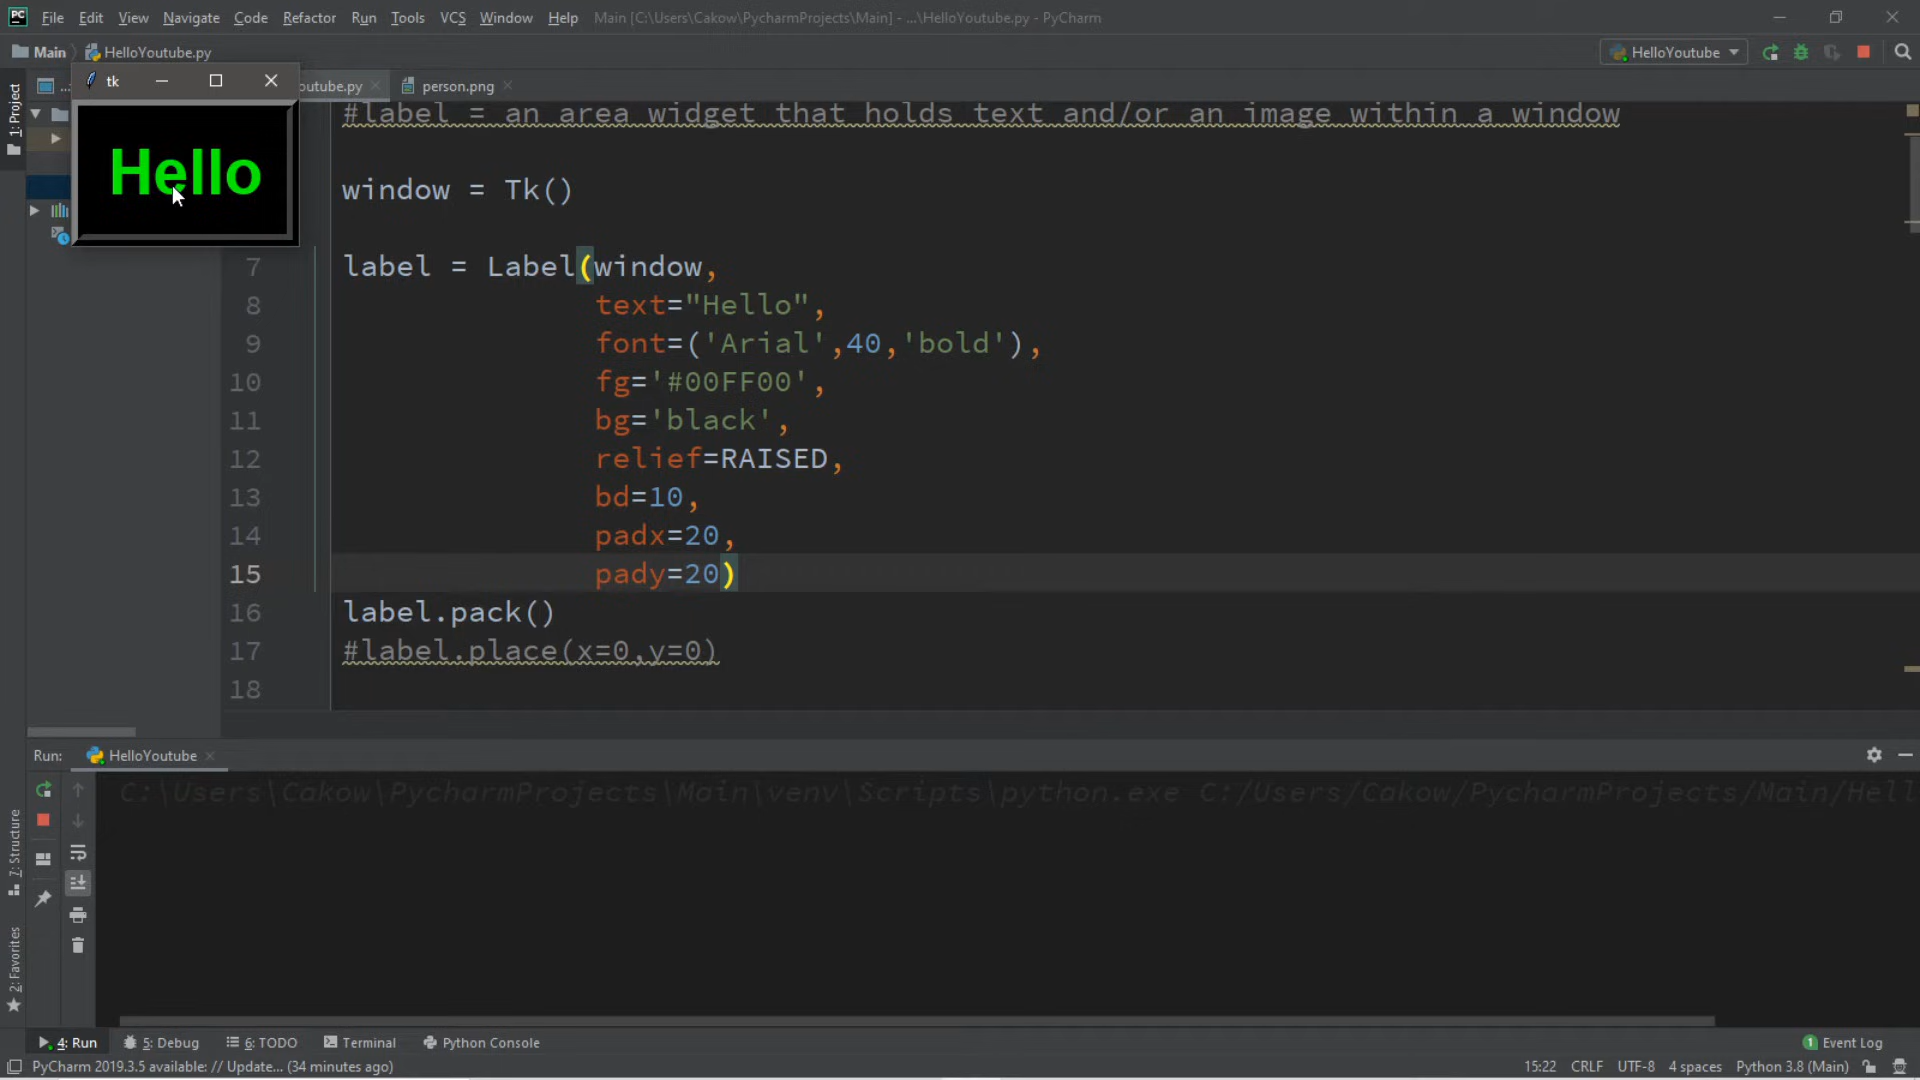 PC File Edit View Navigate Code Refactor Run Tools VCS Window Help Main [C:\Users\Cakow\PycharmProjects\Main] - ...\HelloYoutube.py - PyCharm
Main HelloYoutube.py HelloYoutube
tk
... outube.py person.png
1: Project
Hello
#label = an area widget that holds text and/or an image within a window
window = Tk()
7 label = Label(window,
8 text="Hello",
9 font=('Arial',40,'bold'),
10 fg='#00FF00',
11 bg='black',
12 relief=RAISED,
13 bd=10,
14 padx=20,
15 pady=20)
16 label.pack()
17 #label.place(x=0,y=0)
18
Run: HelloYoutube
C:\Users\Cakow\PycharmProjects\Main\venv\Scripts\python.exe C:/Users/Cakow/PycharmProjects/Main/Hell
7: Structure
2: Favorites
4: Run 5: Debug 6: TODO Terminal Python Console 1 Event Log
PyCharm 2019.3.5 available: // Update... (34 minutes ago) 15:22 CRLF UTF-8 4 spaces Python 3.8 (Main)